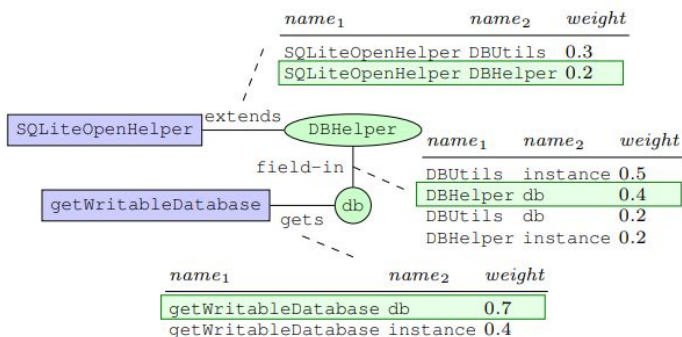 name₁ name₂ weight
SQLiteOpenHelper DBUtils 0.3
SQLiteOpenHelper DBHelper 0.2
extends
SQLiteOpenHelper DBHelper
name₁ name₂ weight
field-in
DBUtils instance 0.5
DBHelper db 0.4
getWritableDatabase db
DBUtils db 0.2
gets
DBHelper instance 0.2
name₁ name₂ weight
getWritableDatabase db 0.7
getWritableDatabase instance 0.4